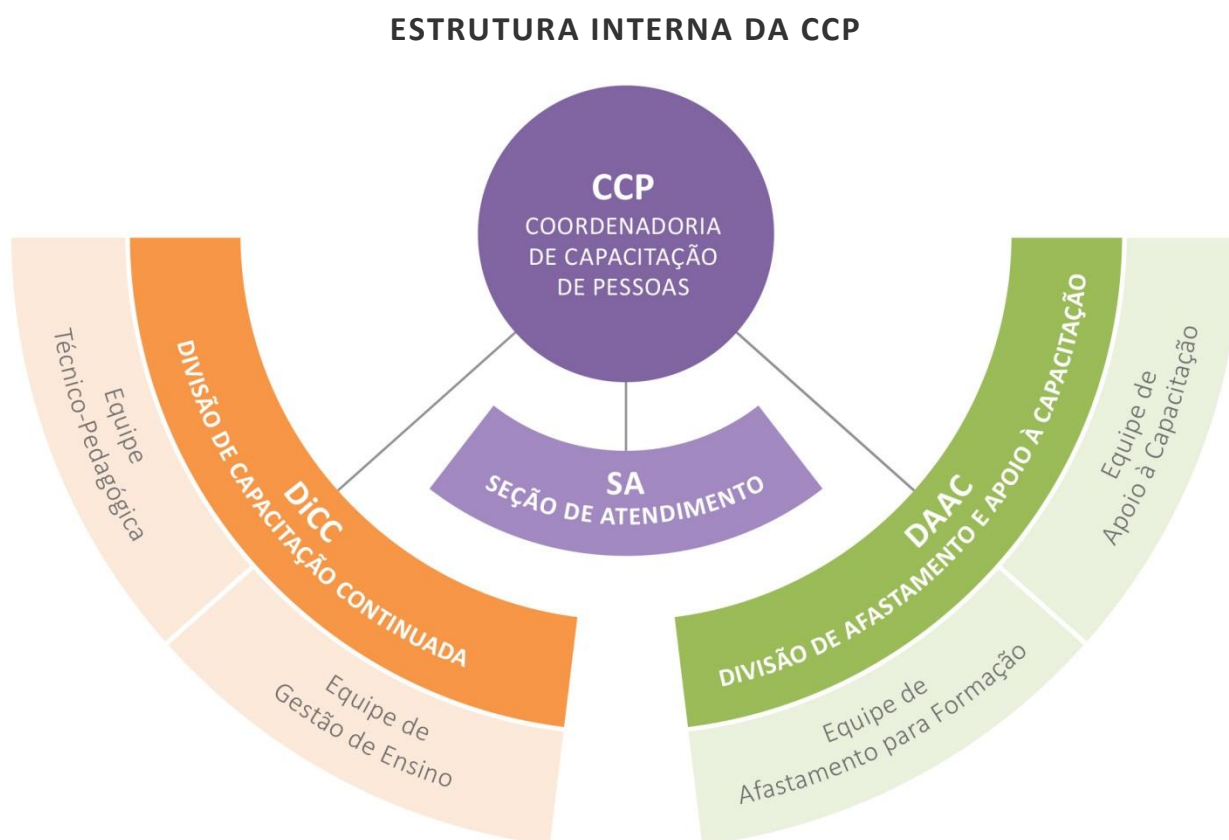 ESTRUTURA INTERNA DA CCP
CCP
COORDENADORIA
DE CAPACITAÇÃO
DE PESSOAS
SA
SEÇÃO DE ATENDIMENTO
DiCC
DIVISÃO DE CAPACITAÇÃO CONTINUADA
Equipe
Técnico-Pedagógica
Equipe de
Gestão de Ensino
DAAC
DIVISÃO DE AFASTAMENTO E APOIO À CAPACITAÇÃO
Equipe de
Afastamento para Formação
Equipe de
Apoio à Capacitação